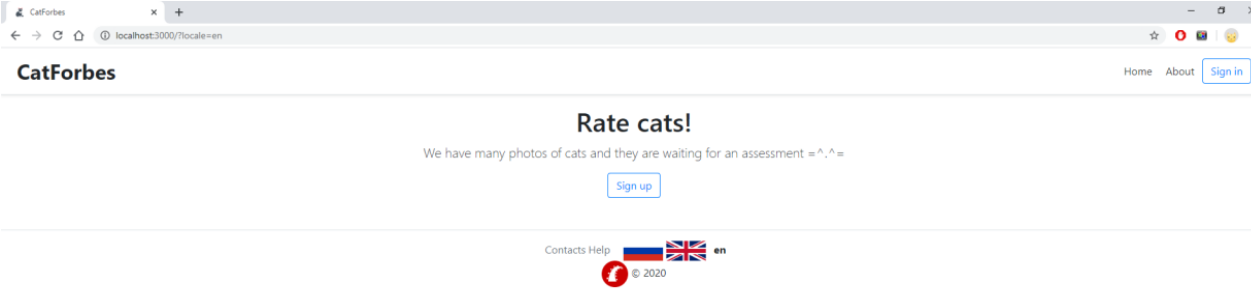 CatForbes
localhost:3000/?locale=en
CatForbes
Home About Sign in
Rate cats!
We have many photos of cats and they are waiting for an assessment =^.^=
Sign up
Contacts Help en
© 2020